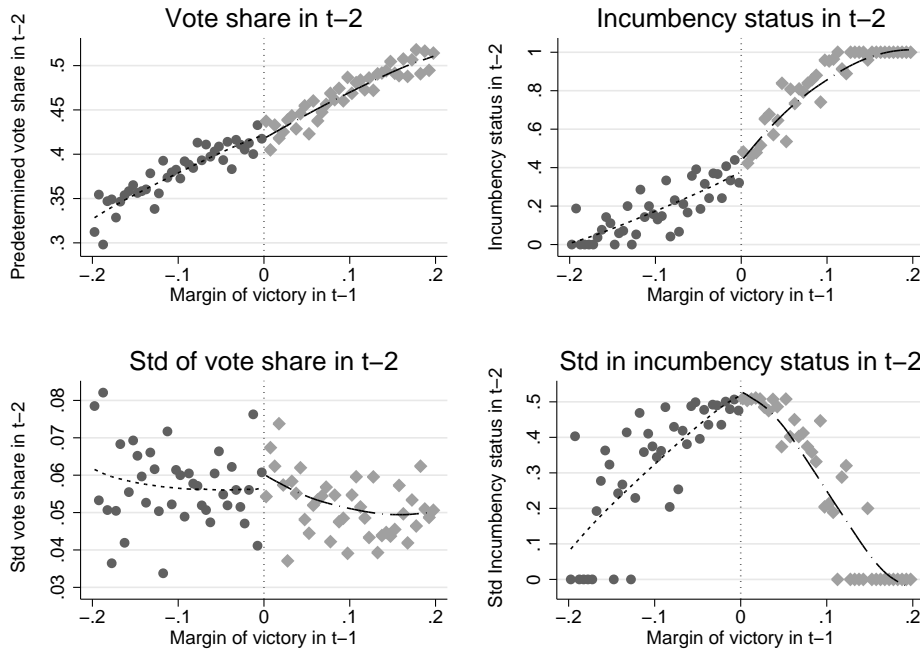 Vote share in t−2
Predetermined vote share in t−2
.5
.45
.4
.35
.3
−.2 −.1 0 .1 .2
Margin of victory in t−1
Incumbency status in t−2
Incumbency status in t−2
1
.8
.6
.4
.2
0
−.2 −.1 0 .1 .2
Margin of victory in t−1
Std of vote share in t−2
Std vote share in t−2
.08
.07
.06
.05
.04
.03
−.2 −.1 0 .1 .2
Margin of victory in t−1
Std in incumbency status in t−2
Std Incumbency status in t−2
.5
.4
.3
.2
.1
0
−.2 −.1 0 .1 .2
Margin of victory in t−1